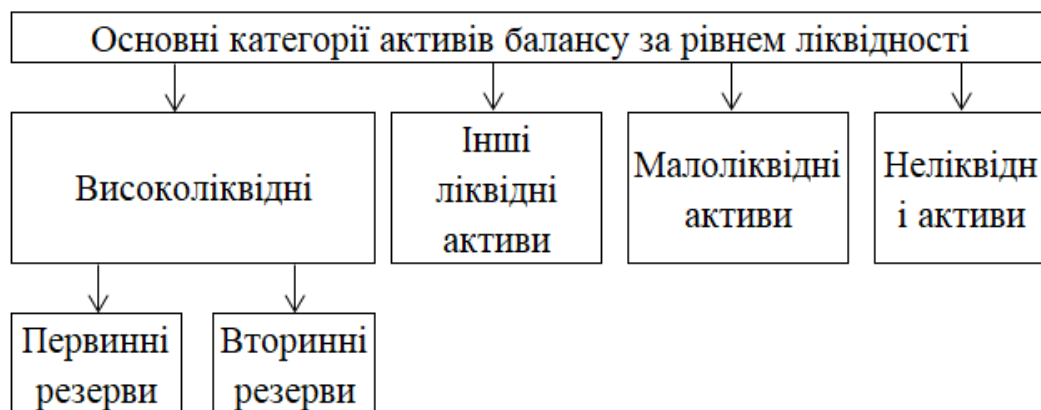 Основні категорії активів балансу за рівнем ліквідності
Високоліквідні
Інші
ліквідні
активи
Малоліквідні
активи
Неліквідн
і активи
Первинні
резерви
Вторинні
резерви